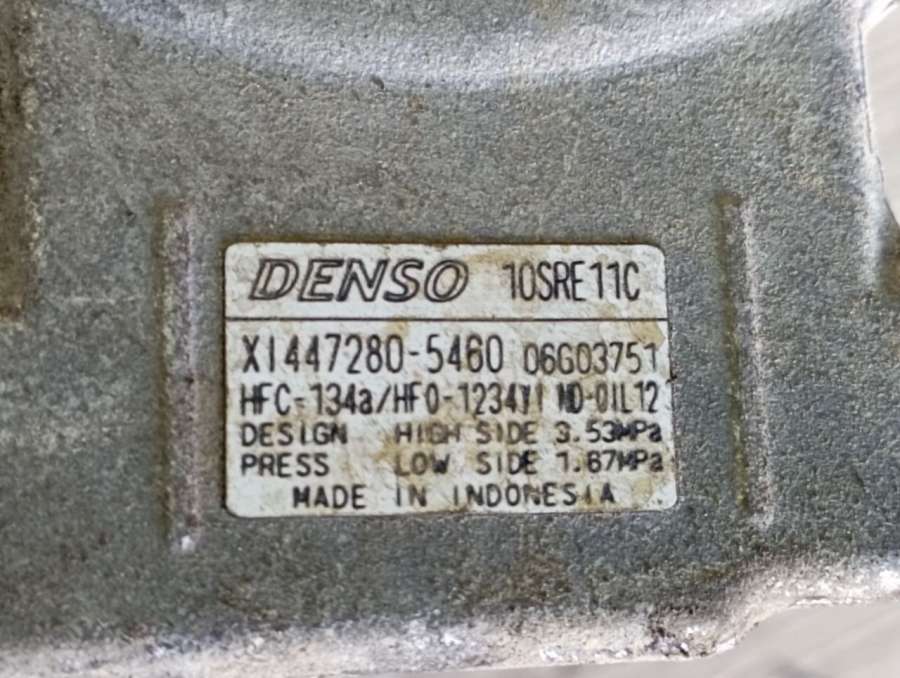 DENSO 10SRE11C
XI447280-5460 06G03751
HFC-134a/HFO-1234Yf ND-OIL12
DESIGN HIGH SIDE 3.53MPa
PRESS LOW SIDE 1.67MPa
MADE IN INDONESIA